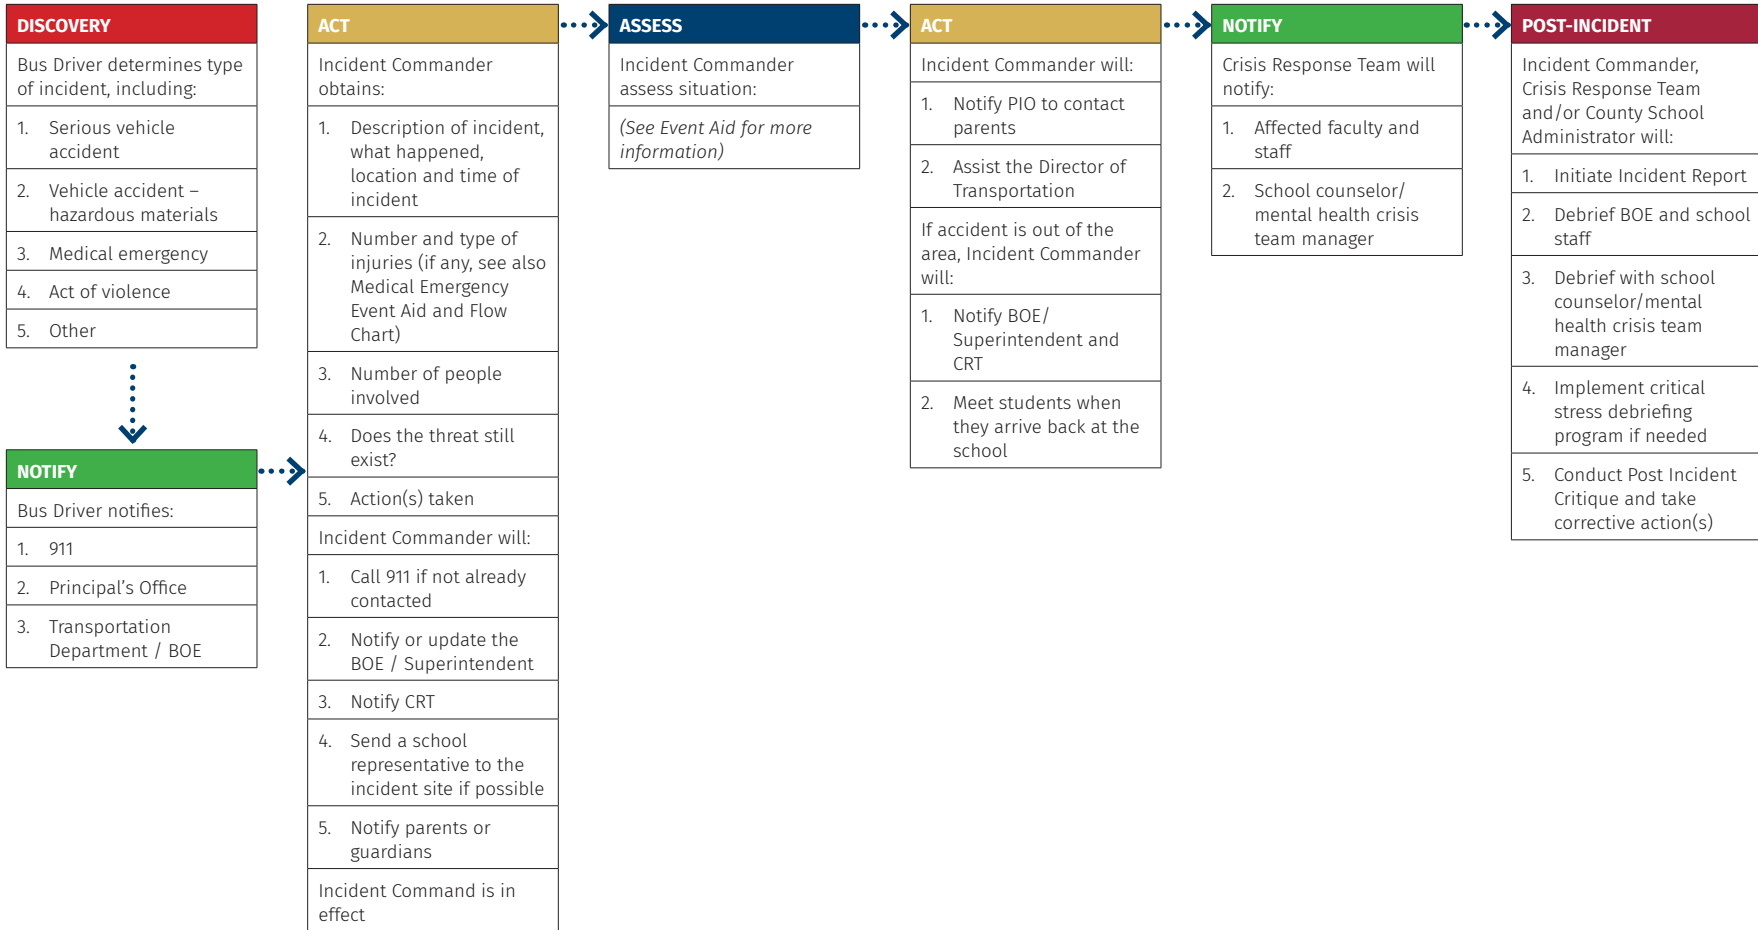 DISCOVERY
Bus Driver determines type
of incident, including:
1. Serious vehicle
accident
2. Vehicle accident –
hazardous materials
3. Medical emergency
4. Act of violence
5. Other
NOTIFY
Bus Driver notifies:
1. 911
2. Principal’s Office
3. Transportation
Department / BOE
ACT
Incident Commander
obtains:
1. Description of incident,
what happened,
location and time of
incident
2. Number and type of
injuries (if any, see also
Medical Emergency
Event Aid and Flow
Chart)
3. Number of people
involved
4. Does the threat still
exist?
5. Action(s) taken
Incident Commander will:
1. Call 911 if not already
contacted
2. Notify or update the
BOE / Superintendent
3. Notify CRT
4. Send a school
representative to the
incident site if possible
5. Notify parents or
guardians
Incident Command is in
effect
ASSESS
Incident Commander
assess situation:
(See Event Aid for more
information)
ACT
Incident Commander will:
1. Notify PIO to contact
parents
2. Assist the Director of
Transportation
If accident is out of the
area, Incident Commander
will:
1. Notify BOE/
Superintendent and
CRT
2. Meet students when
they arrive back at the
school
NOTIFY
Crisis Response Team will
notify:
1. Affected faculty and
staff
2. School counselor/
mental health crisis
team manager
POST-INCIDENT
Incident Commander,
Crisis Response Team
and/or County School
Administrator will:
1. Initiate Incident Report
2. Debrief BOE and school
staff
3. Debrief with school
counselor/mental
health crisis team
manager
4. Implement critical
stress debriefing
program if needed
5. Conduct Post Incident
Critique and take
corrective action(s)